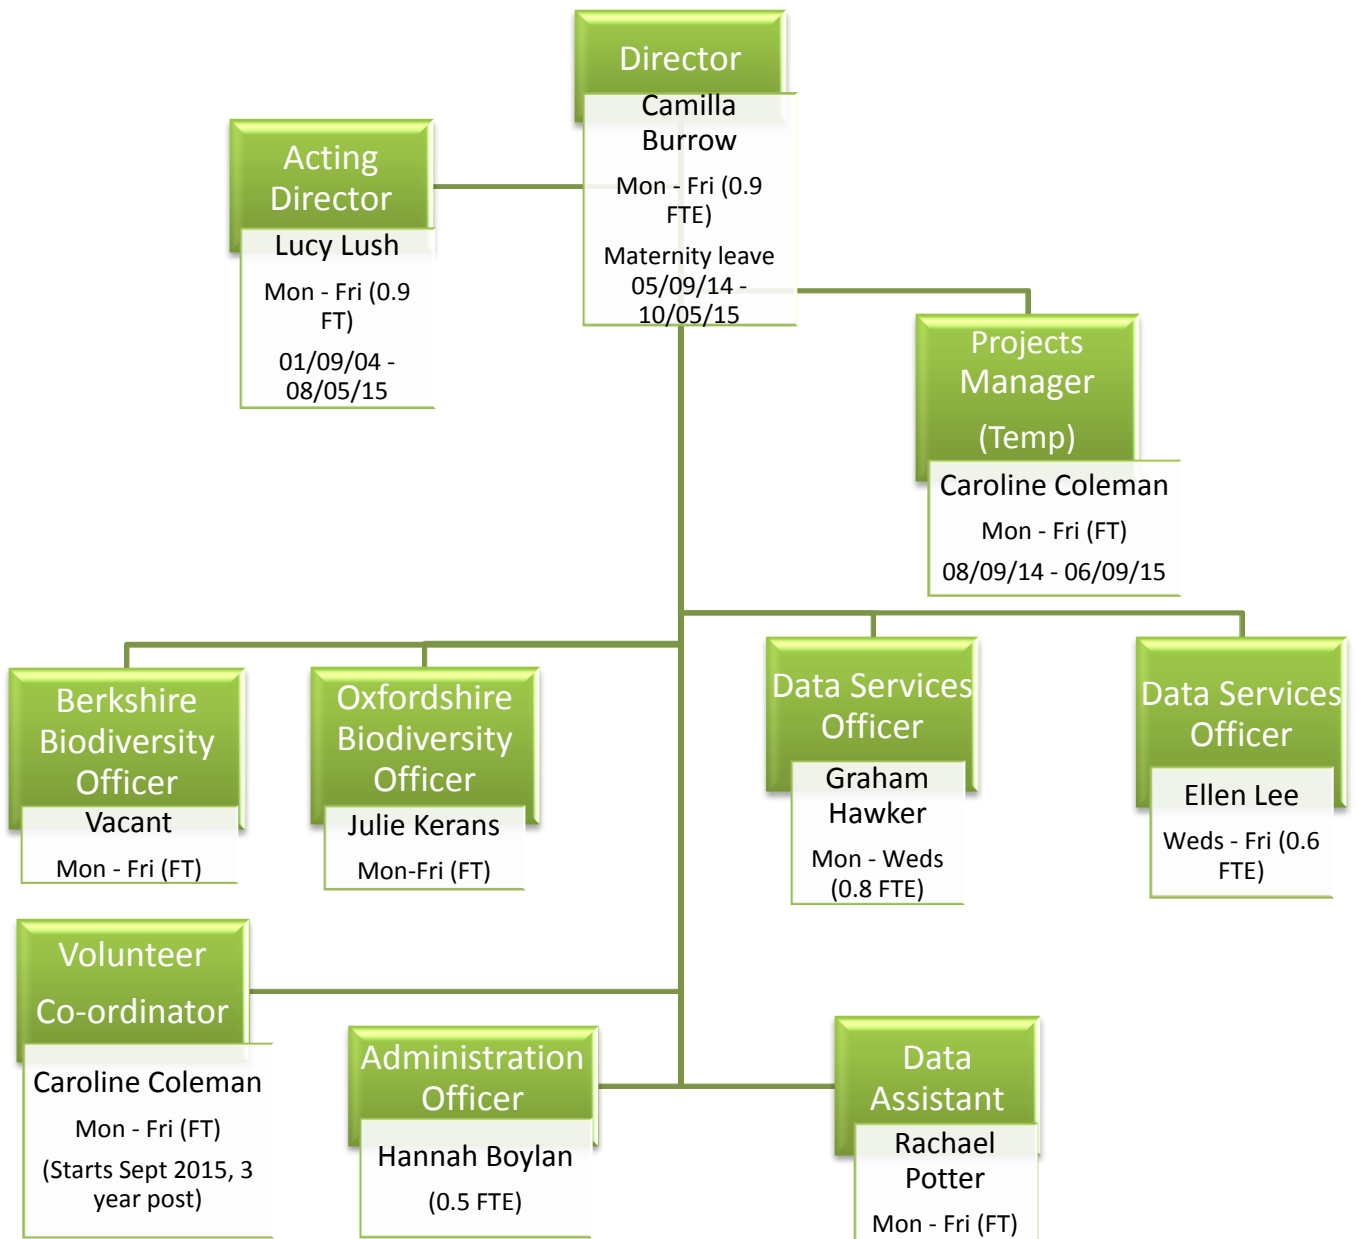 Director
Camilla
Burrow
Mon - Fri (0.9
FTE)
Maternity leave
05/09/14 -
10/05/15
Acting
Director
Lucy Lush
Mon - Fri (0.9
FT)
01/09/04 -
08/05/15
Projects
Manager
(Temp)
Caroline Coleman
Mon - Fri (FT)
08/09/14 - 06/09/15
Berkshire
Biodiversity
Officer
Vacant
Mon - Fri (FT)
Oxfordshire
Biodiversity
Officer
Julie Kerans
Mon-Fri (FT)
Data Services
Officer
Graham
Hawker
Mon - Weds
(0.8 FTE)
Data Services
Officer
Ellen Lee
Weds - Fri (0.6
FTE)
Volunteer
Co-ordinator
Caroline Coleman
Mon - Fri (FT)
(Starts Sept 2015, 3
year post)
Administration
Officer
Hannah Boylan
(0.5 FTE)
Data
Assistant
Rachael
Potter
Mon - Fri (FT)